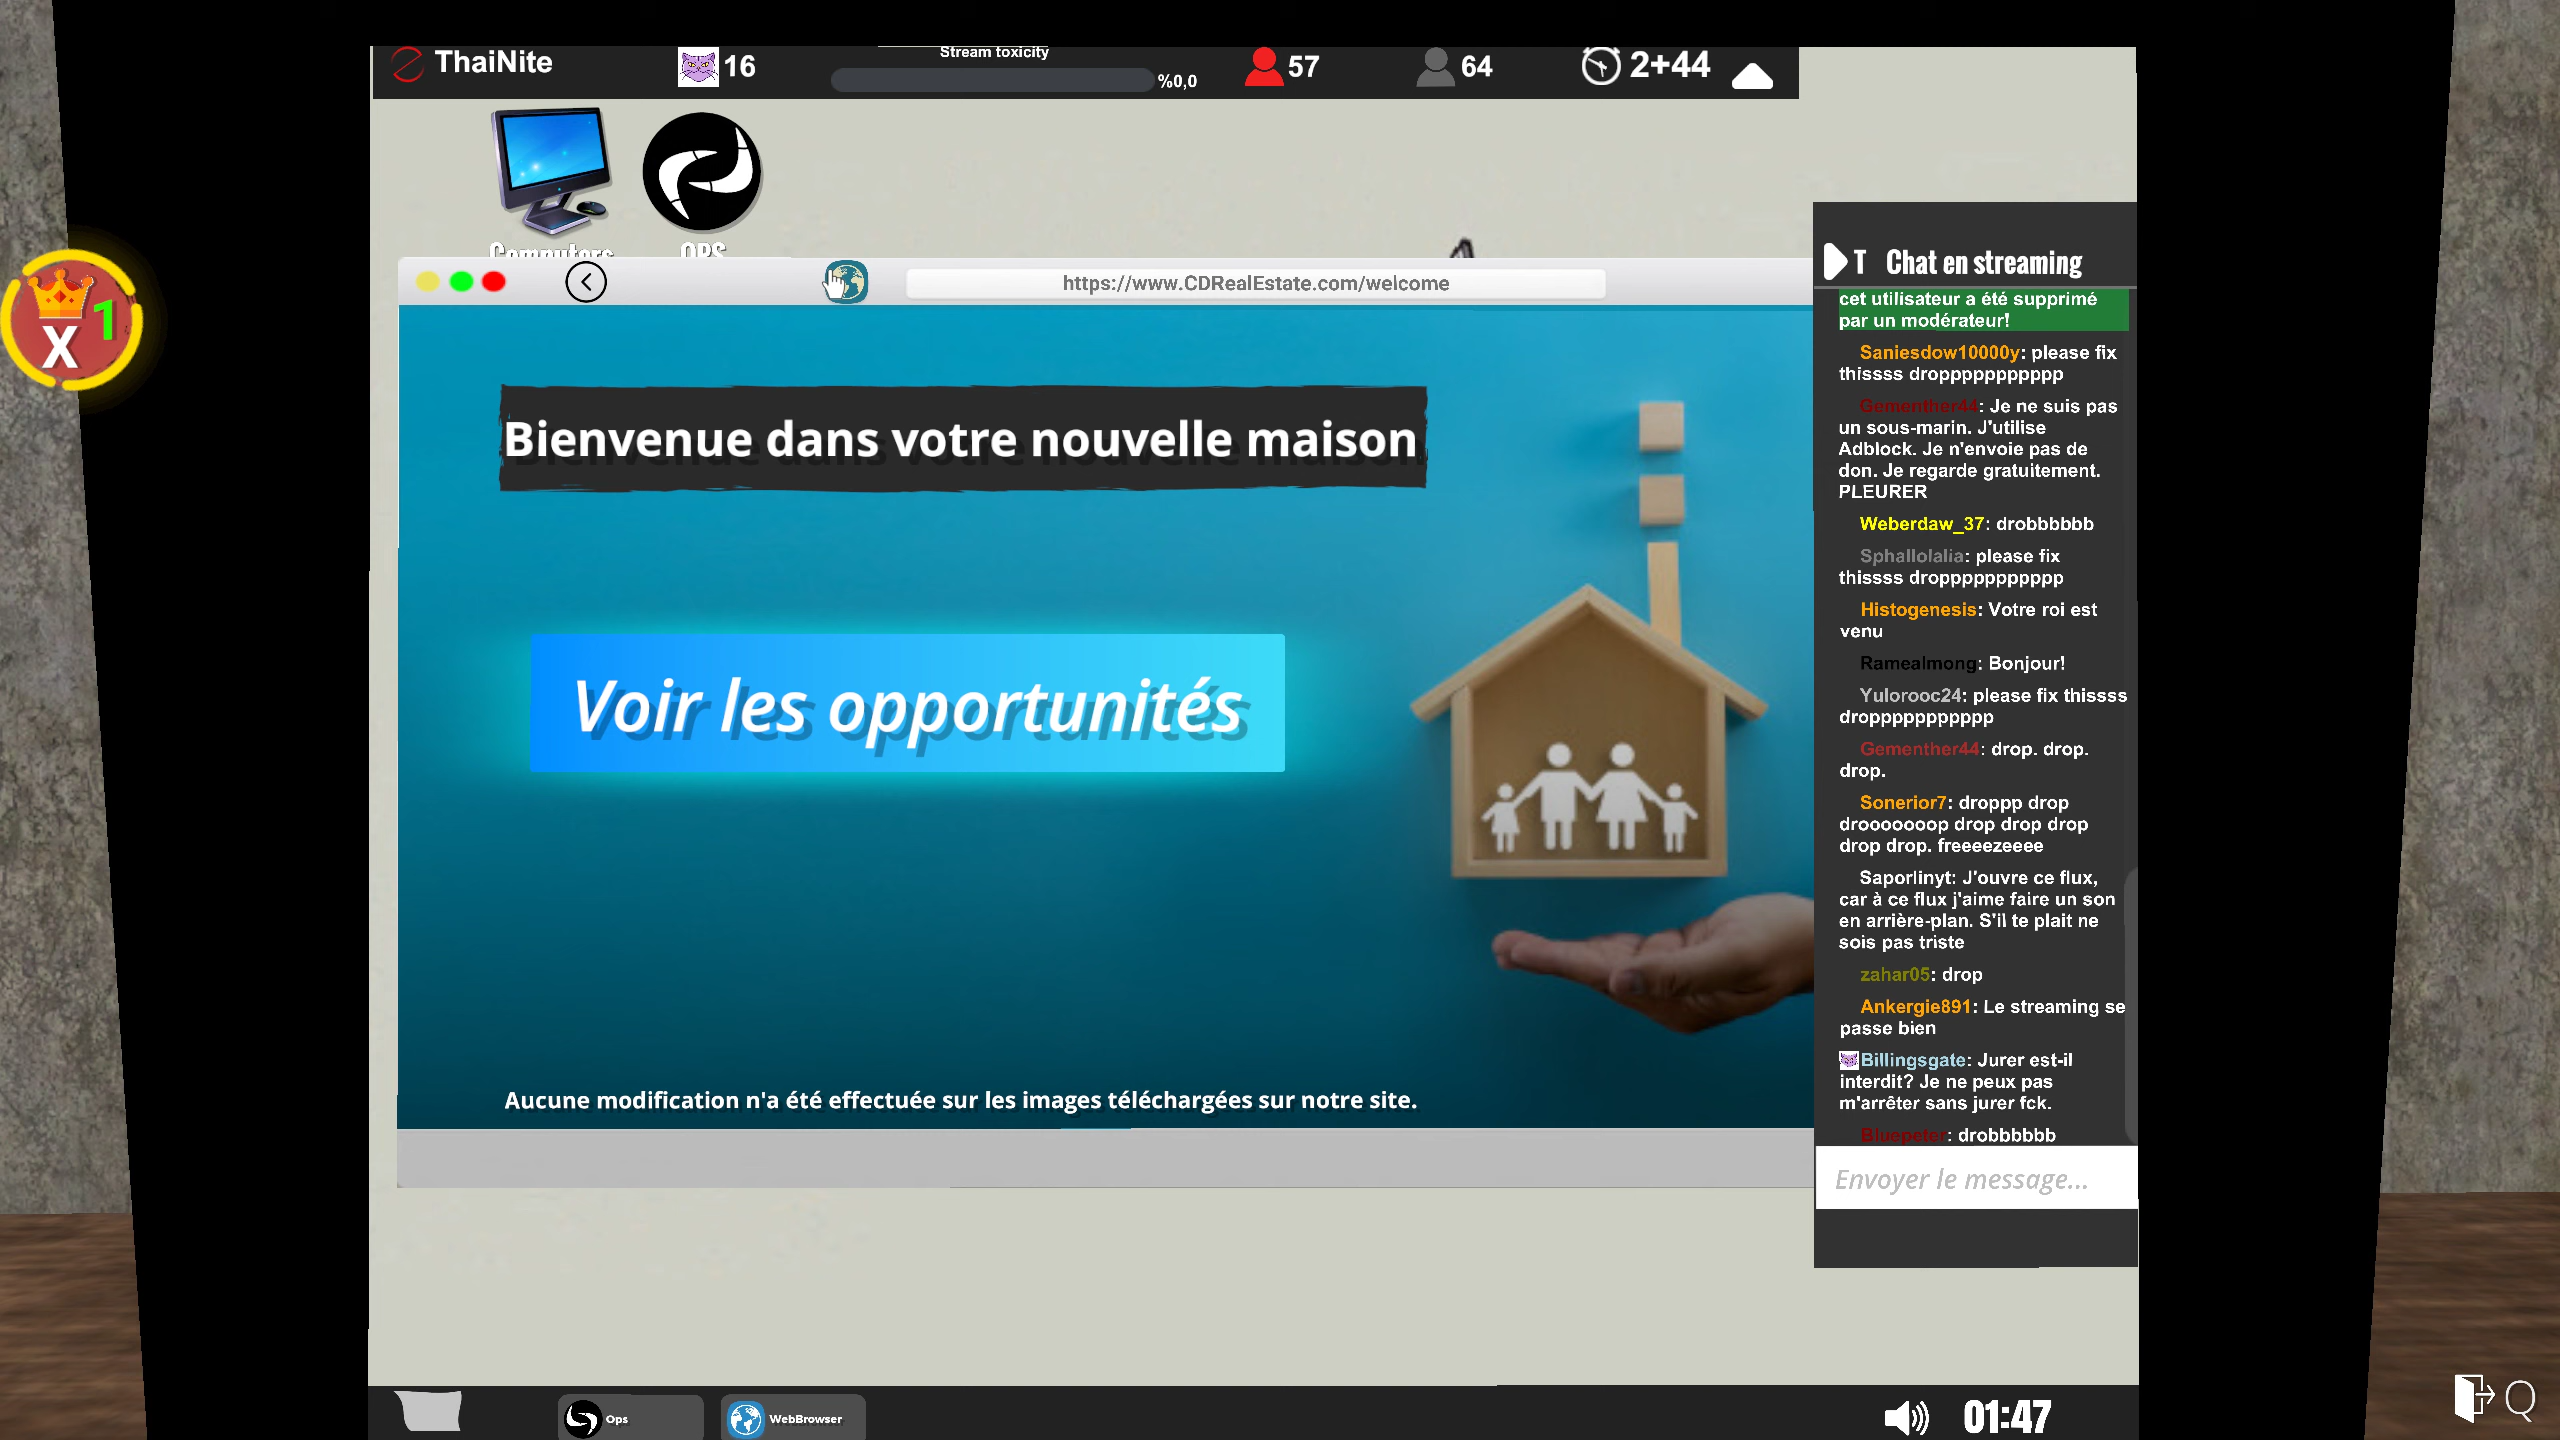 ThaiNite
16
Stream toxicity
%0,0
57
64
2+44
Computers
OPS
https://www.CDRealEstate.com/welcome
X 1
Bienvenue dans votre nouvelle maison
Voir les opportunités
Aucune modification n'a été effectuée sur les images téléchargées sur notre site.
T Chat en streaming
cet utilisateur a été supprimé
par un modérateur!
Saniesdow10000y: please fix
thissss droppppppppppp
Gementher44: Je ne suis pas
un sous-marin. J'utilise
Adblock. Je n'envoie pas de
don. Je regarde gratuitement.
PLEURER
Weberdaw_37: drobbbbbb
Sphallolalia: please fix
thissss droppppppppppp
Histogenesis: Votre roi est
venu
Ramealmong: Bonjour!
Yulorooc24: please fix thissss
droppppppppppp
Gementher44: drop. drop.
drop.
Sonerior7: droppp drop
drooooooop drop drop drop
drop drop. freeeezeeee
Saporlinyt: J'ouvre ce flux,
car à ce flux j'aime faire un son
en arrière-plan. S'il te plait ne
sois pas triste
zahar05: drop
Ankergie891: Le streaming se
passe bien
Billingsgate: Jurer est-il
interdit? Je ne peux pas
m'arrêter sans jurer fck.
Bluepeter: drobbbbbb
Envoyer le message...
Ops
WebBrowser
01:47
Q